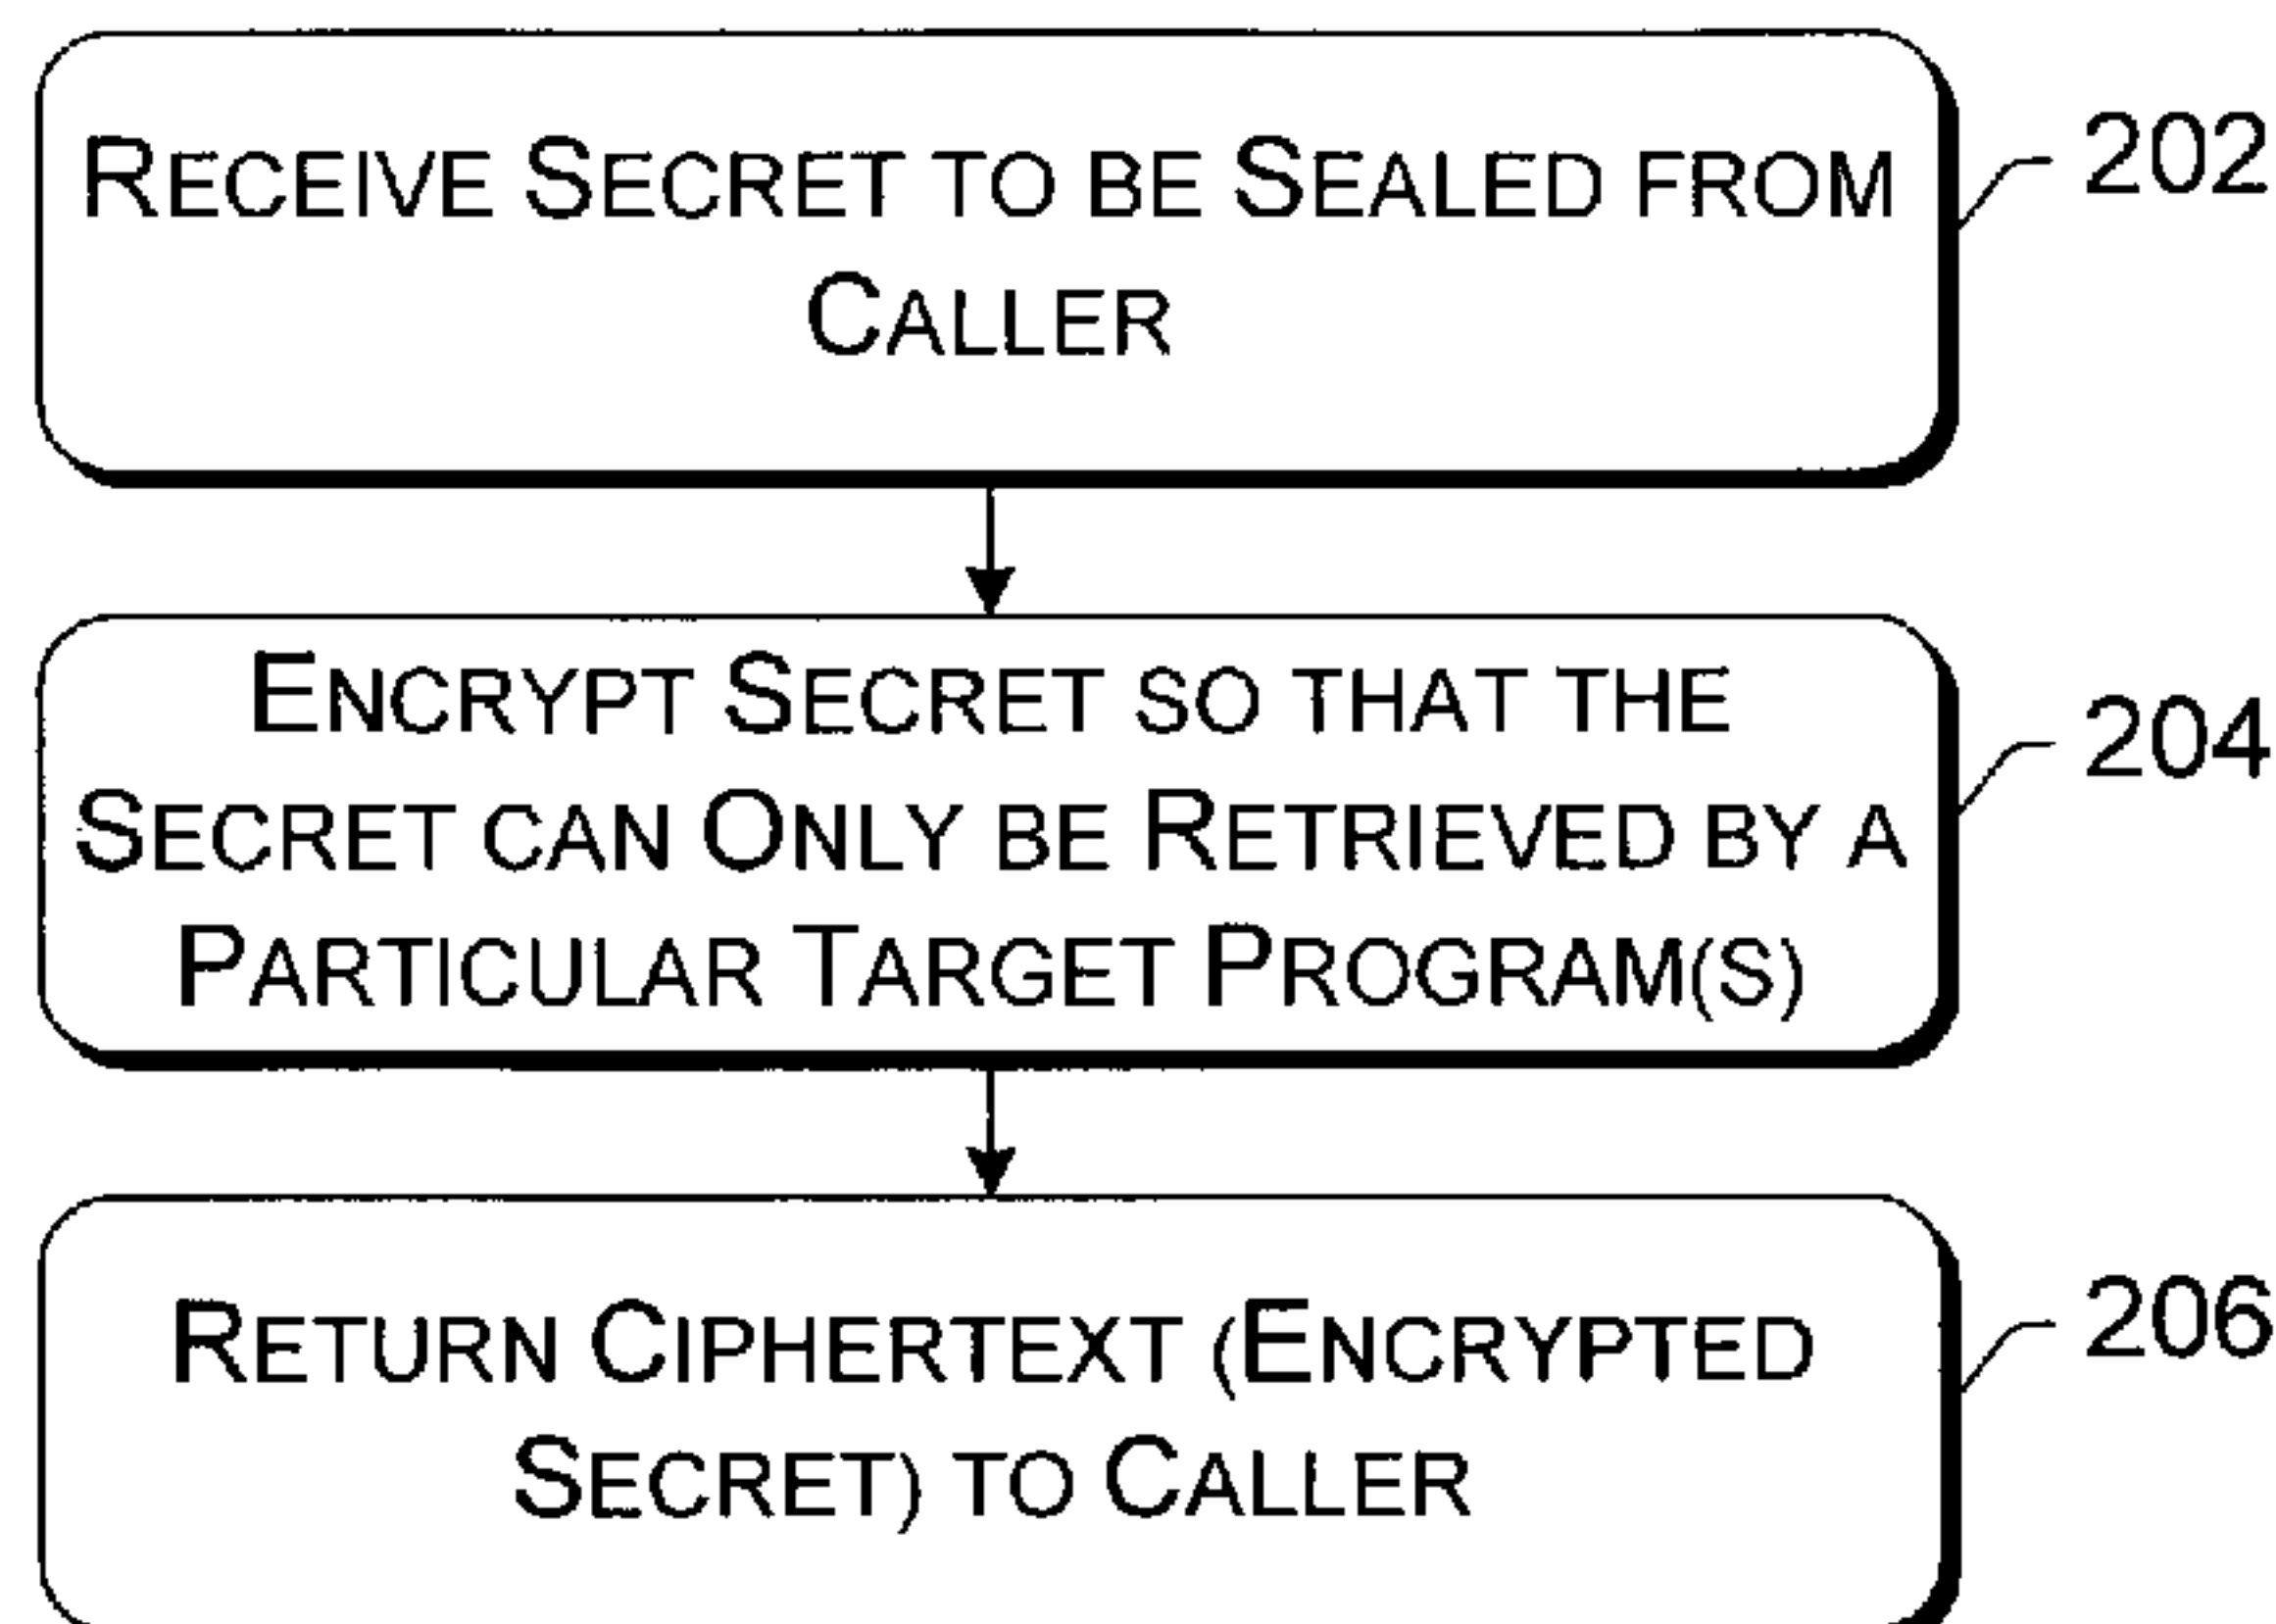 RECEIVE SECRET TO BE SEALED FROM
CALLER
202
ENCRYPT SECRET SO THAT THE
SECRET CAN ONLY BE RETRIEVED BY A
PARTICULAR TARGET PROGRAM(S)
204
RETURN CIPHERTEXT (ENCRYPTED
SECRET) TO CALLER
206